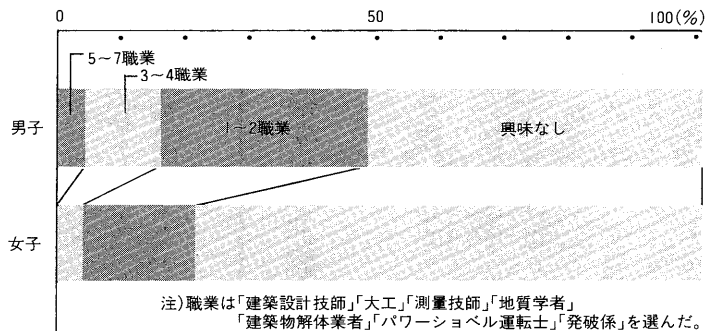 0 50 100(%)
5～7職業
3～4職業
男子 1～2職業 興味なし
女子
注)職業は「建築設計技師」「大工」「測量技師」「地質学者」
「建築物解体業者」「パワーショベル運転士」「発破係」を選んだ。